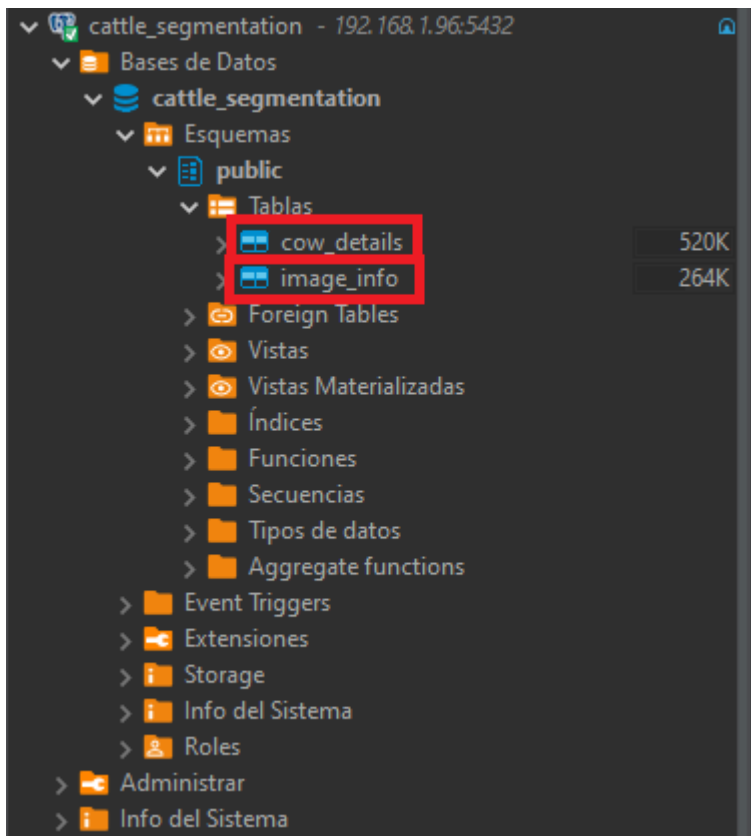 cattle_segmentation - 192.168.1.96:5432
Bases de Datos
cattle_segmentation
Esquemas
public
Tablas
cow_details 520K
image_info 264K
Foreign Tables
Vistas
Vistas Materializadas
Índices
Funciones
Secuencias
Tipos de datos
Aggregate functions
Event Triggers
Extensiones
Storage
Info del Sistema
Roles
Administrar
Info del Sistema